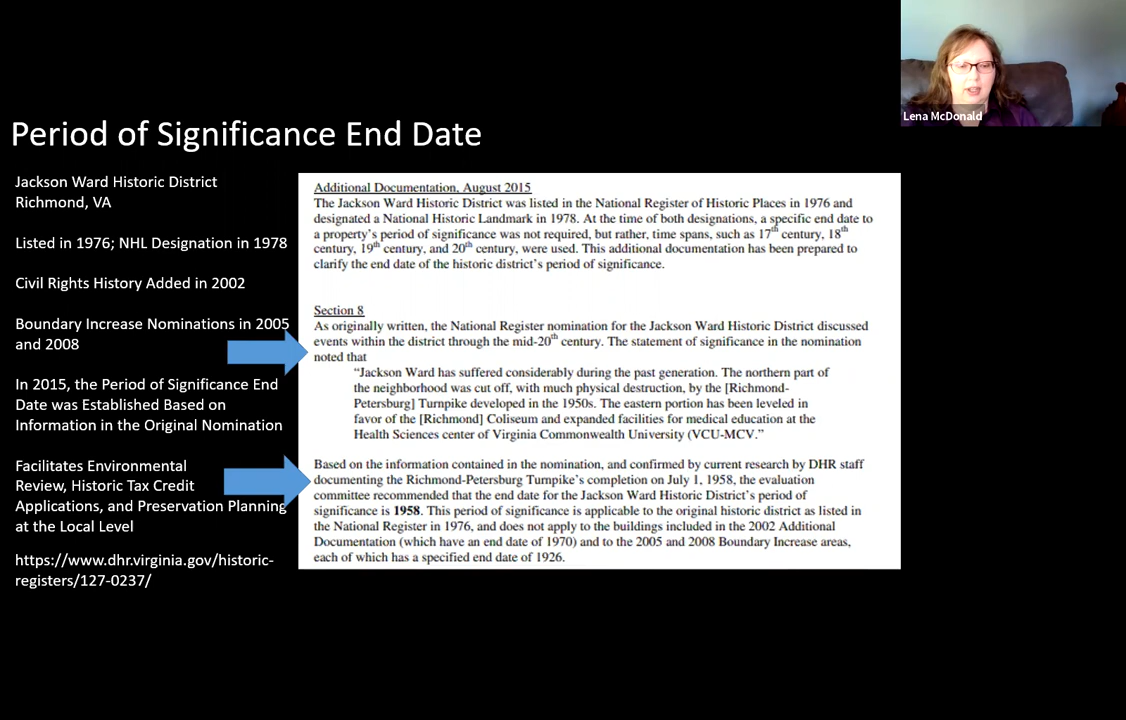 Lena McDonald
Period of Significance End Date
Jackson Ward Historic District
Richmond, VA
Listed in 1976; NHL Designation in 1978
Civil Rights History Added in 2002
Boundary Increase Nominations in 2005
and 2008
In 2015, the Period of Significance End
Date was Established Based on
Information in the Original Nomination
Facilitates Environmental
Review, Historic Tax Credit
Applications, and Preservation Planning
at the Local Level
https://www.dhr.virginia.gov/historic-
registers/127-0237/
Additional Documentation, August 2015
The Jackson Ward Historic District was listed in the National Register of Historic Places in 1976 and
designated a National Historic Landmark in 1978. At the time of both designations, a specific end date to
a property's period of significance was not required, but rather, time spans, such as 17th century, 18th
century, 19th century, and 20th century, were used. This additional documentation has been prepared to
clarify the end date of the historic district's period of significance.
Section 8
As originally written, the National Register nomination for the Jackson Ward Historic District discussed
events within the district through the mid-20th century. The statement of significance in the nomination
noted that
"Jackson Ward has suffered considerably during the past generation. The northern part of
the neighborhood was cut off, with much physical destruction, by the [Richmond-
Petersburg] Turnpike developed in the 1950s. The eastern portion has been leveled in
favor of the [Richmond] Coliseum and expanded facilities for medical education at the
Health Sciences center of Virginia Commonwealth University (VCU-MCV."
Based on the information contained in the nomination, and confirmed by current research by DHR staff
documenting the Richmond-Petersburg Turnpike's completion on July 1, 1958, the evaluation
committee recommended that the end date for the Jackson Ward Historic District's period of
significance is 1958. This period of significance is applicable to the original historic district as listed in
the National Register in 1976, and does not apply to the buildings included in the 2002 Additional
Documentation (which have an end date of 1970) and to the 2005 and 2008 Boundary Increase areas,
each of which has a specified end date of 1926.